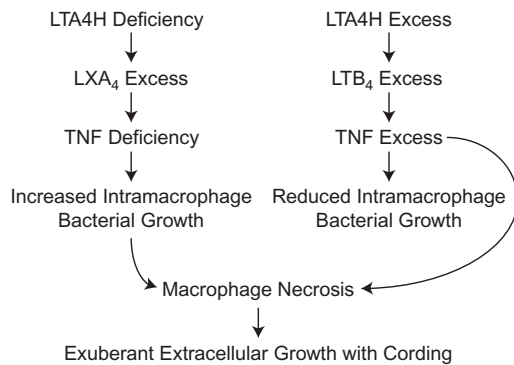 LTA4H Deficiency
LXA₄ Excess
TNF Deficiency
Increased Intramacrophage
Bacterial Growth
LTA4H Excess
LTB₄ Excess
TNF Excess
Reduced Intramacrophage
Bacterial Growth
Macrophage Necrosis
Exuberant Extracellular Growth with Cording